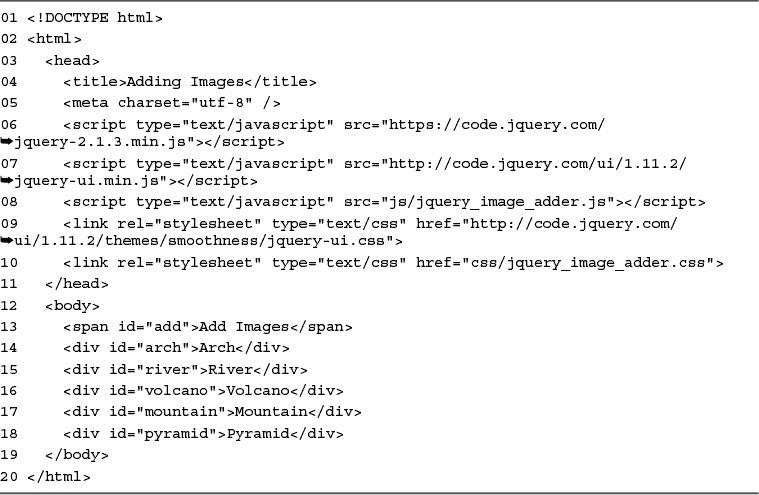 01 <!DOCTYPE html>
02 <html>
03   <head>
04     <title>Adding Images</title>
05     <meta charset="utf-8" />
06     <script type="text/javascript" src="https://code.jquery.com/
➥jquery-2.1.3.min.js"></script>
07     <script type="text/javascript" src="http://code.jquery.com/ui/1.11.2/
➥jquery-ui.min.js"></script>
08     <script type="text/javascript" src="js/jquery_image_adder.js"></script>
09     <link rel="stylesheet" type="text/css" href="http://code.jquery.com/
➥ui/1.11.2/themes/smoothness/jquery-ui.css">
10     <link rel="stylesheet" type="text/css" href="css/jquery_image_adder.css">
11   </head>
12   <body>
13     <span id="add">Add Images</span>
14     <div id="arch">Arch</div>
15     <div id="river">River</div>
16     <div id="volcano">Volcano</div>
17     <div id="mountain">Mountain</div>
18     <div id="pyramid">Pyramid</div>
19   </body>
20 </html>